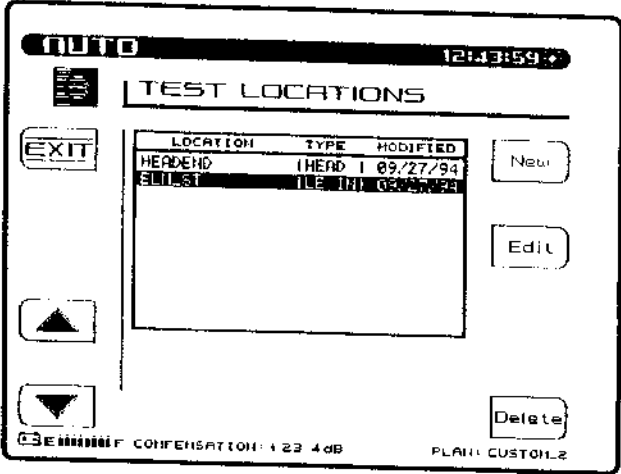 AUTO 12:43:59
TEST LOCATIONS
EXIT
LOCATION TYPE MODIFIED
HEADEND (HEAD ) 09/27/94
ELM_ST
New
Edit
Delete
E F COMPENSATION: +23.4dB
PLAN: CUSTOM_2